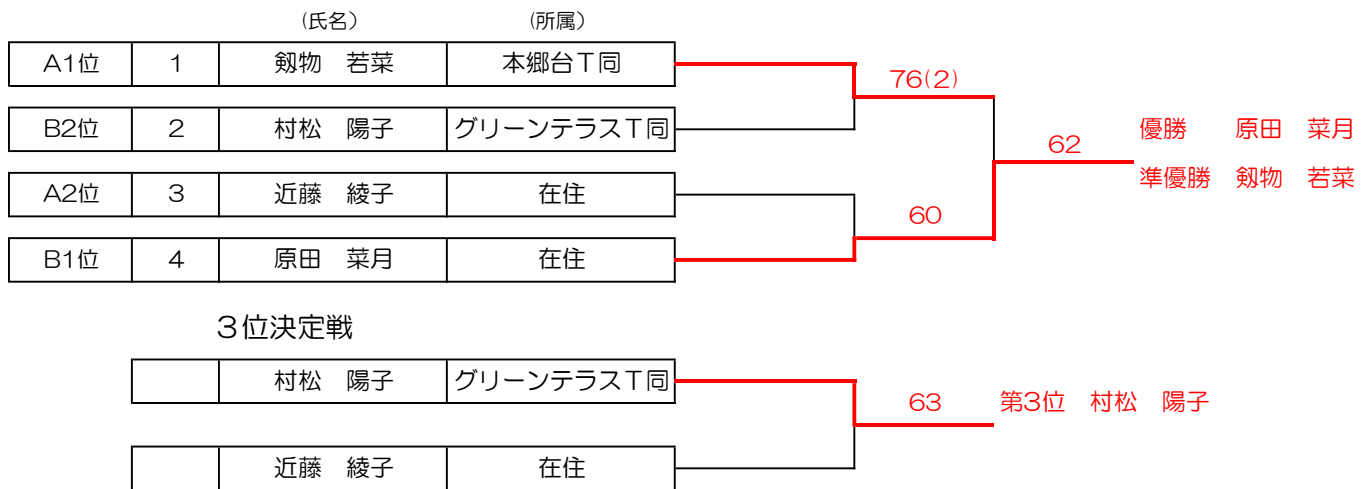 (氏名) (所属)
A1位 1 剱物 若菜 本郷台T同
76(2)
B2位 2 村松 陽子 グリーンテラスT同
62 優勝 原田 菜月
準優勝 剱物 若菜
A2位 3 近藤 綾子 在住
60
B1位 4 原田 菜月 在住
3位決定戦
村松 陽子 グリーンテラスT同
63 第3位 村松 陽子
近藤 綾子 在住